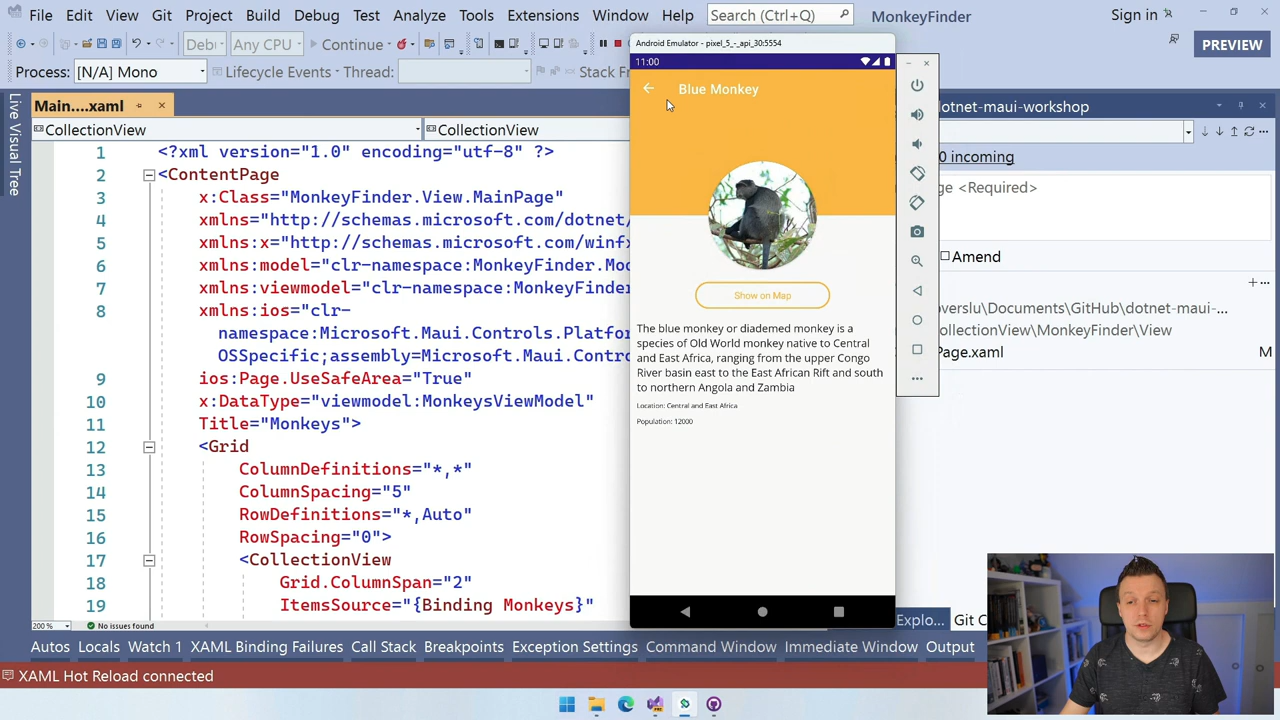 File Edit View Git Project Build Debug Test Analyze Tools Extensions Window Help Search (Ctrl+Q) MonkeyFinder Sign in
Any CPU Continue PREVIEW
Process: [N/A] Mono Lifecycle Events Thread: Stack
Live Visual Tree
Main....xaml
CollectionView CollectionView
1 <?xml version="1.0" encoding="utf-8" ?>
2 <ContentPage
3 x:Class="MonkeyFinder.View.MainPage"
4 xmlns="http://schemas.microsoft.com/dotnet/
5 xmlns:x="http://schemas.microsoft.com/winfx
6 xmlns:model="clr-namespace:MonkeyFinder.Mo
7 xmlns:viewmodel="clr-namespace:MonkeyFinder
8 xmlns:ios="clr-
namespace:Microsoft.Maui.Controls.Platfor
OSSpecific;assembly=Microsoft.Maui.Contro
9 ios:Page.UseSafeArea="True"
10 x:DataType="viewmodel:MonkeysViewModel"
11 Title="Monkeys">
12 <Grid
13 ColumnDefinitions="*,*"
14 ColumnSpacing="5"
15 RowDefinitions="*,Auto"
16 RowSpacing="0">
17 <CollectionView
18 Grid.ColumnSpan="2"
19 ItemsSource="{Binding Monkeys}"
200 % No issues found
Android Emulator - pixel_5_-_api_30:5554
11:00
Blue Monkey
Show on Map
The blue monkey or diademed monkey is a
species of Old World monkey native to Central
and East Africa, ranging from the upper Congo
River basin east to the East African Rift and south
to northern Angola and Zambia
Location: Central and East Africa
Population: 12000
dotnet-maui-workshop
0 incoming
ge <Required>
Amend
overslu\Documents\GitHub\dotnet-maui-...
ollectionView\MonkeyFinder\View
Page.xaml M
Explo... Git C
Autos Locals Watch 1 XAML Binding Failures Call Stack Breakpoints Exception Settings Command Window Immediate Window Output
XAML Hot Reload connected